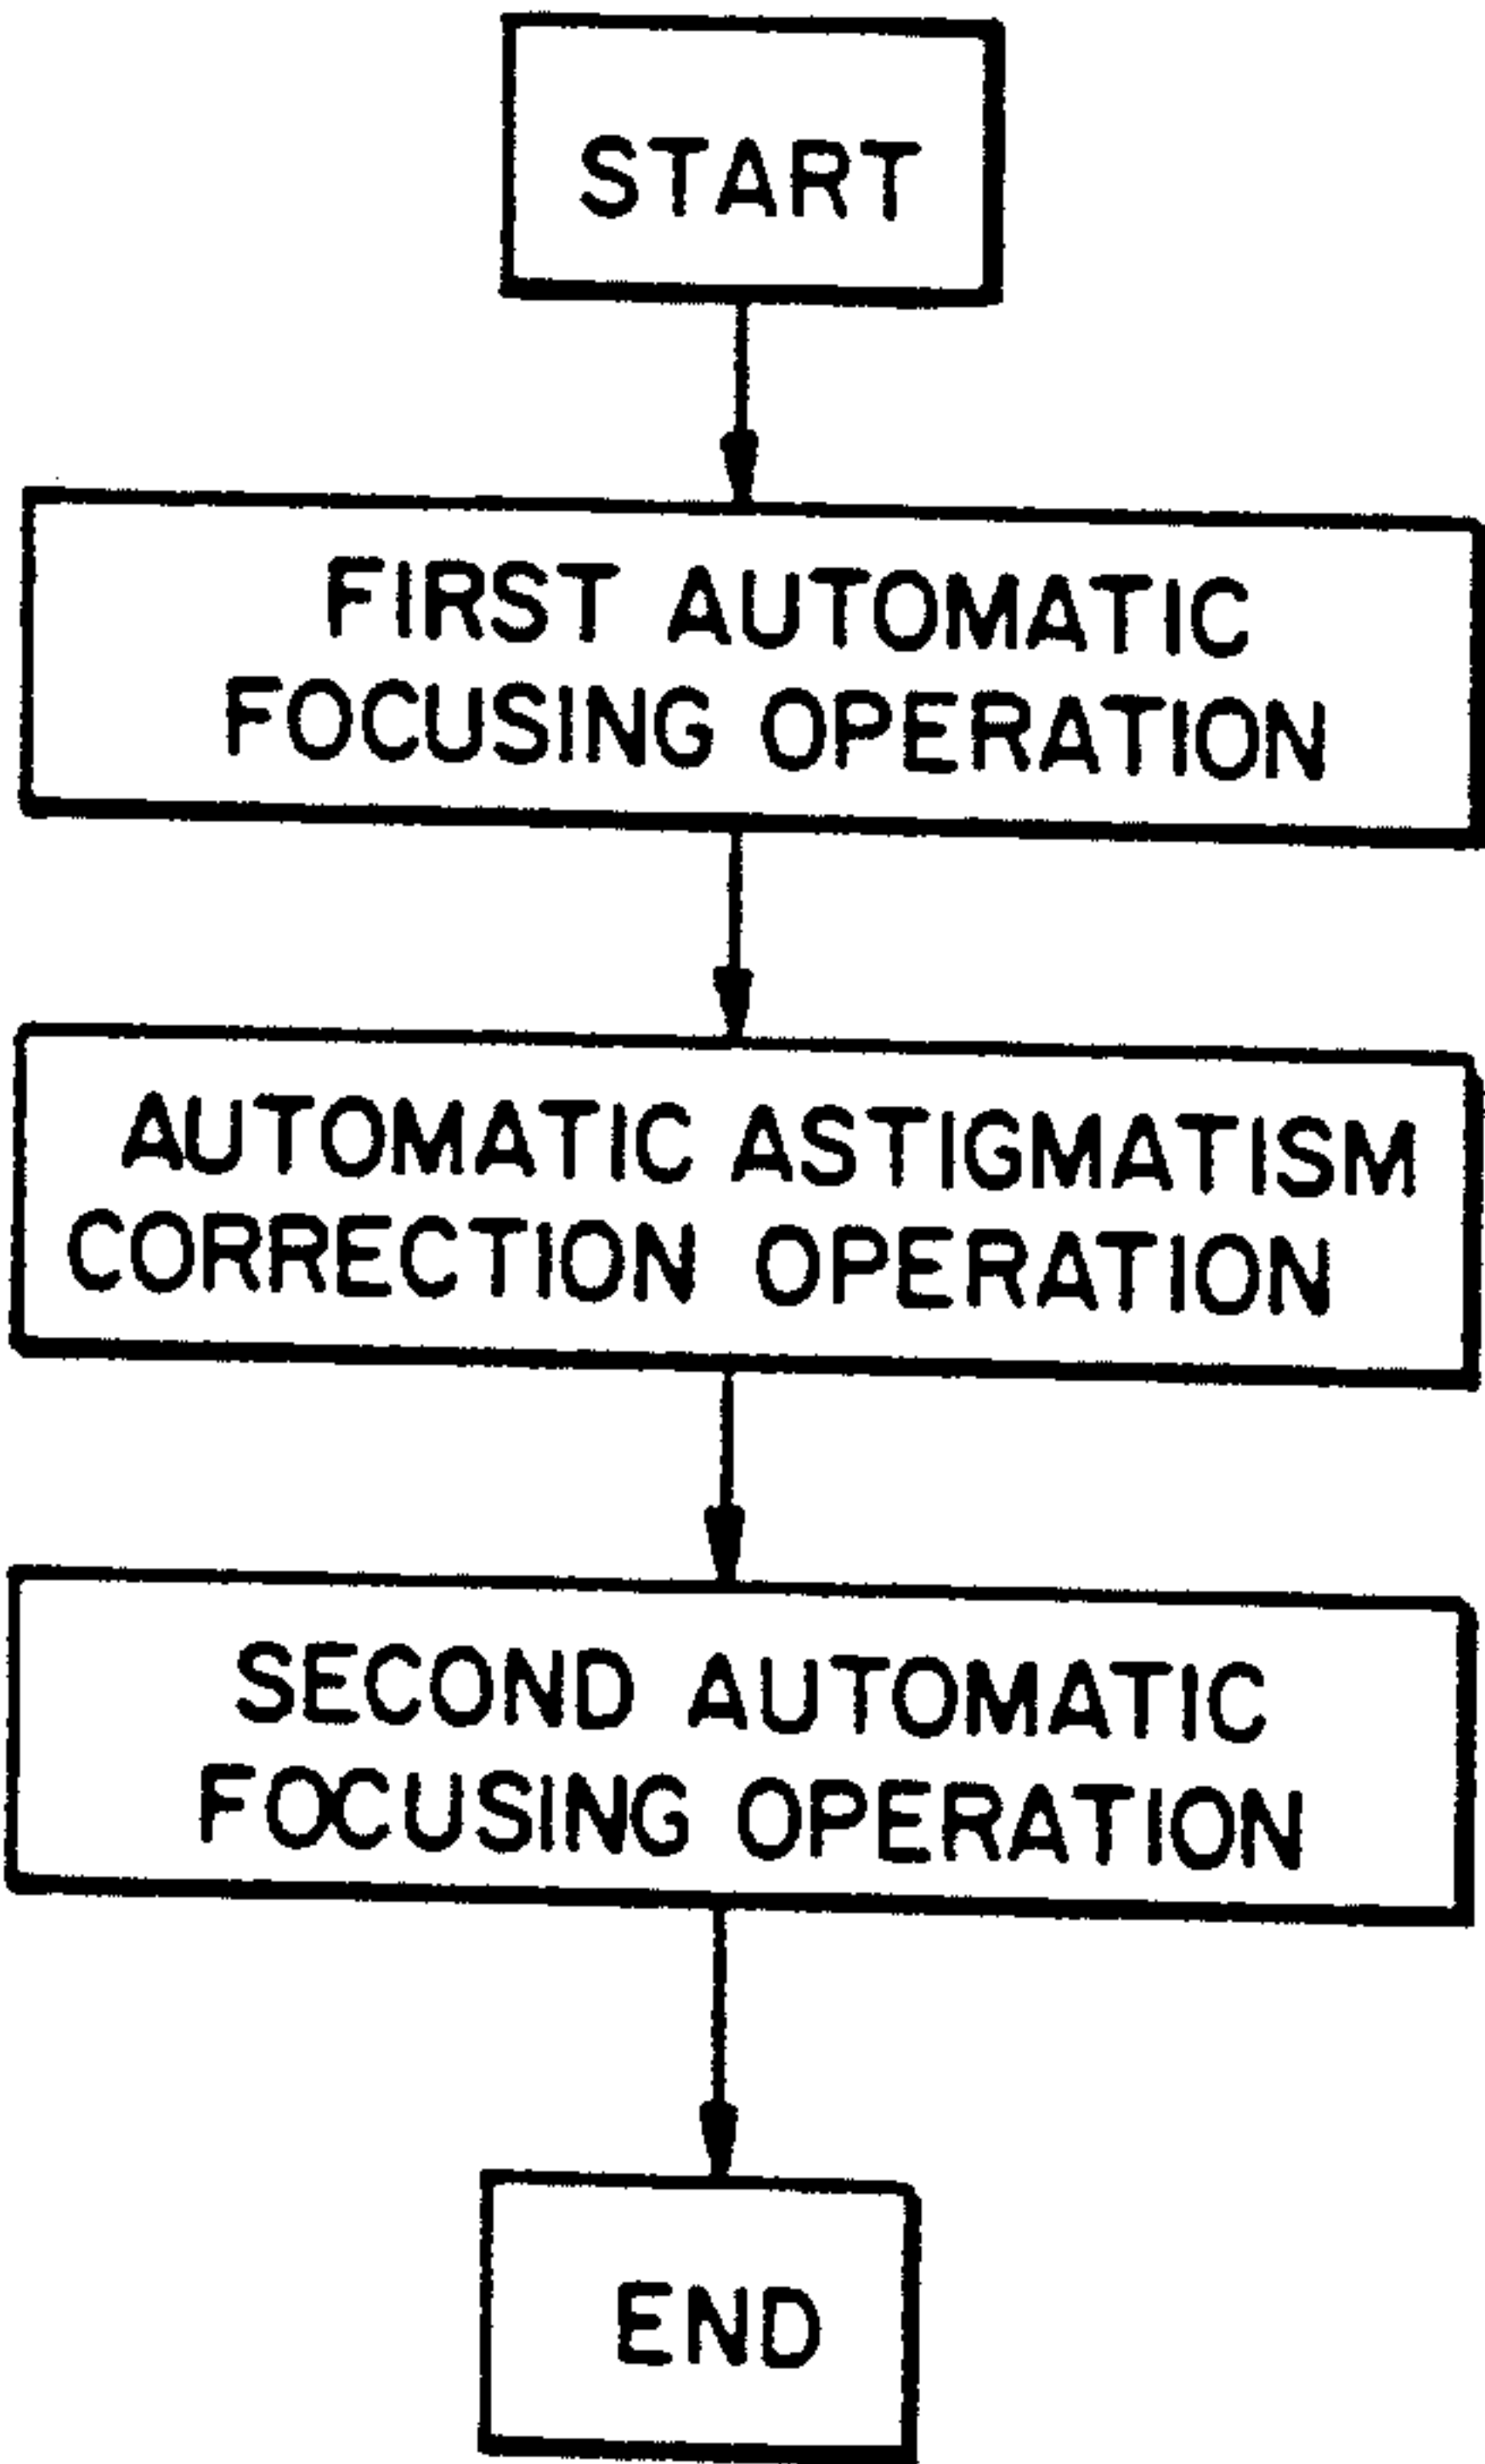 START
FIRST AUTOMATIC
FOCUSING OPERATION
AUTOMATIC ASTIGMATISM
CORRECTION OPERATION
SECOND AUTOMATIC
FOCUSING OPERATION
END